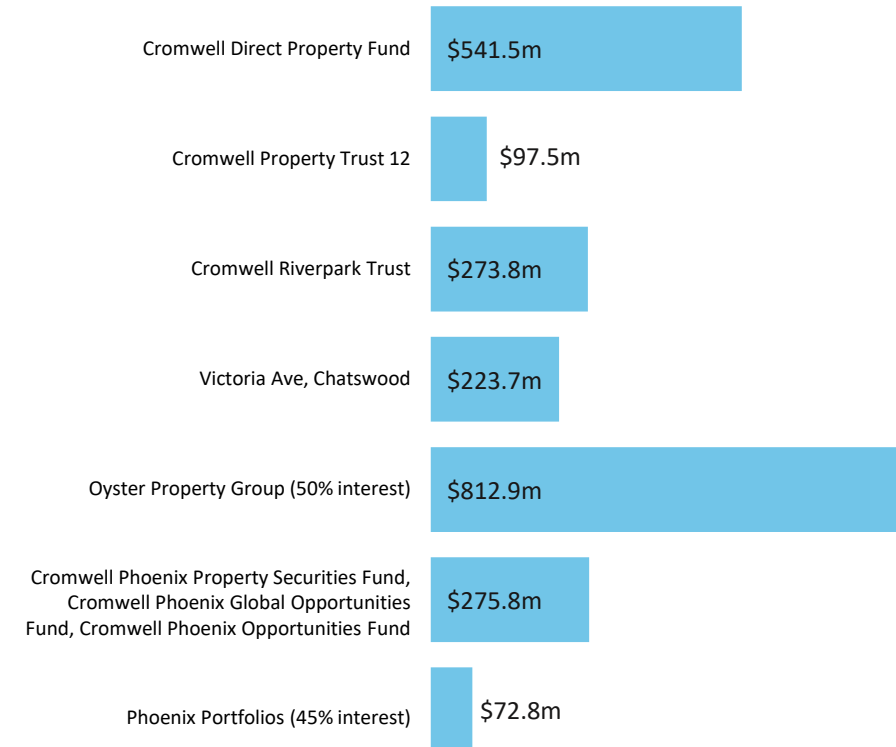 Cromwell Direct Property Fund $541.5m
Cromwell Property Trust 12 $97.5m
Cromwell Riverpark Trust $273.8m
Victoria Ave, Chatswood $223.7m
Oyster Property Group (50% interest) $812.9m
Cromwell Phoenix Property Securities Fund,
Cromwell Phoenix Global Opportunities
Fund, Cromwell Phoenix Opportunities Fund
$275.8m
Phoenix Portfolios (45% interest) $72.8m